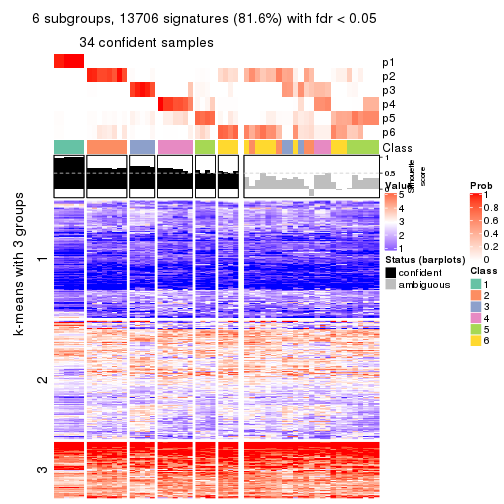 6 subgroups, 13706 signatures (81.6%) with fdr < 0.05
34 confident samples
p1
p2
p3
p4
p5
p6
Class
1
0.5
0
Silhouette
score
k-means with 3 groups
1
2
3
Value
5
4
3
2
1
Status (barplots)
confident
ambiguous
Prob
1
0.8
0.6
0.4
0.2
0
Class
1
2
3
4
5
6